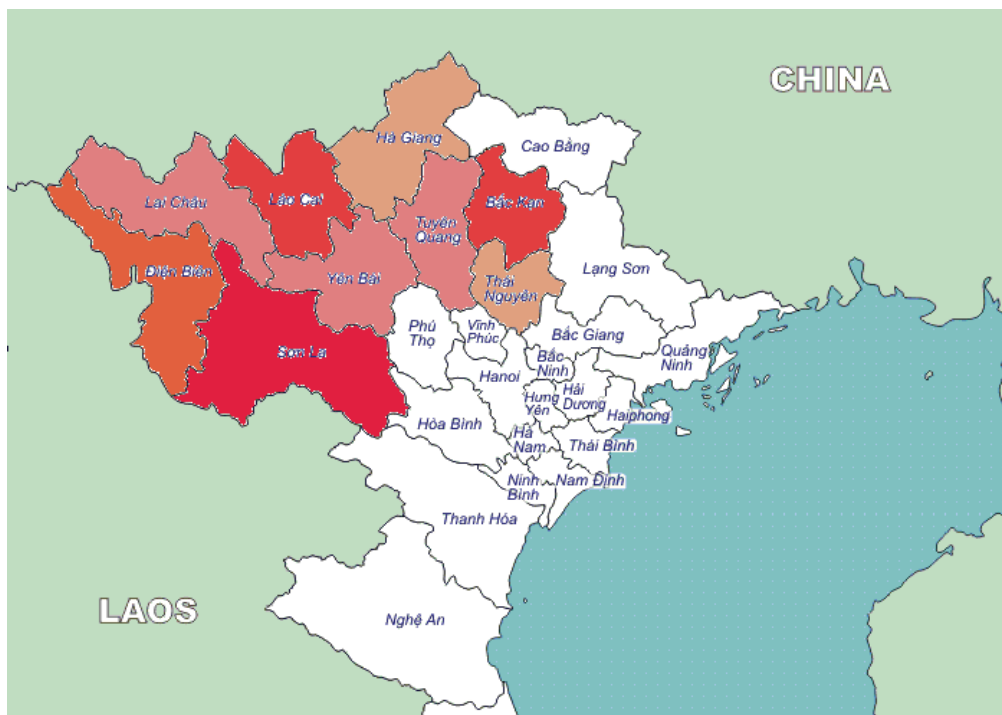 CHINA
Hà Giang
Cao Bằng
Lai Châu
Lào Cai
Bắc Kạn
Tuyên
Quang
Điện Biên
Yên Bái
Lạng Sơn
Thái
Nguyên
Phú
Thọ
Vĩnh
Phúc
Bắc Giang
Sơn La
Hanoi
Bắc
Ninh
Quảng
Ninh
Hưng
Yên
Hải
Dương
Haiphong
Hòa Bình
Hà
Nam
Thái Bình
Ninh
Bình
Nam Định
Thanh Hóa
LAOS
Nghệ An